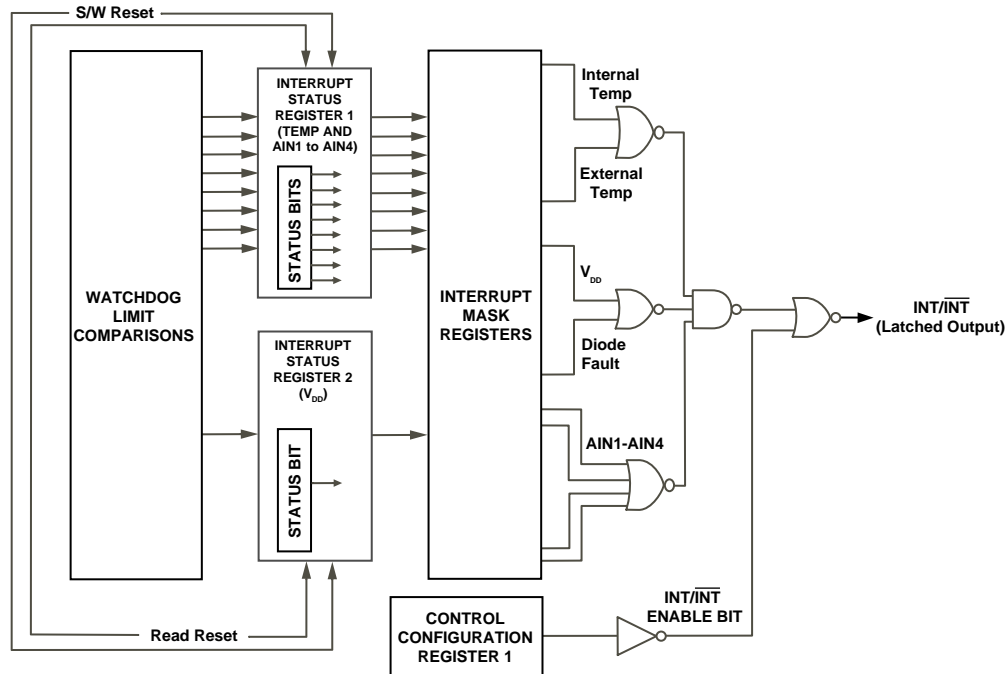 S/W Reset
WATCHDOG
LIMIT
COMPARISONS
INTERRUPT
STATUS
REGISTER 1
(TEMP AND
AIN1 to AIN4)
STATUS BITS
INTERRUPT
STATUS
REGISTER 2
(VDD)
STATUS BIT
Read Reset
INTERRUPT
MASK
REGISTERS
Internal
Temp
External
Temp
VDD
Diode
Fault
AIN1-AIN4
INT/INT
(Latched Output)
CONTROL
CONFIGURATION
REGISTER 1
INT/INT
ENABLE BIT